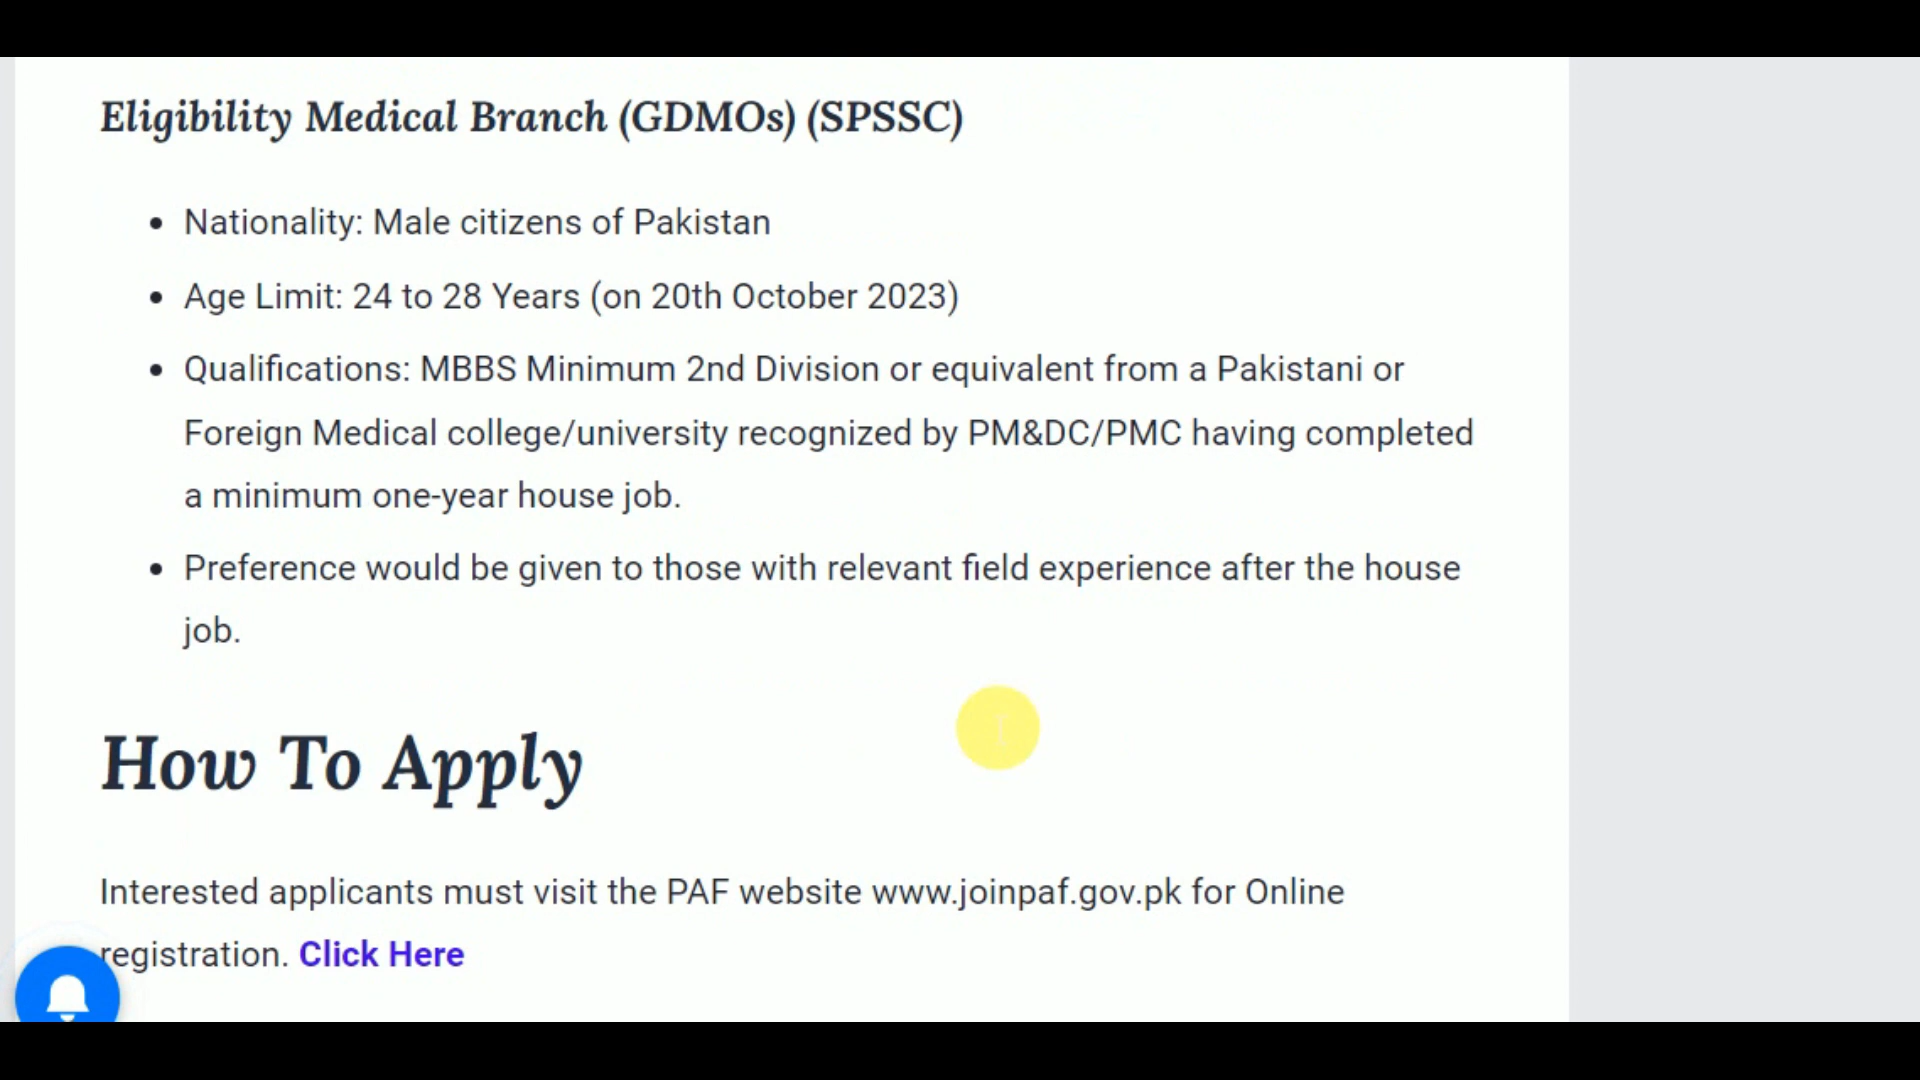 Eligibility Medical Branch (GDMOs) (SPSSC)
Nationality: Male citizens of Pakistan
Age Limit: 24 to 28 Years (on 20th October 2023)
Qualifications: MBBS Minimum 2nd Division or equivalent from a Pakistani or
Foreign Medical college/university recognized by PM&DC/PMC having completed
a minimum one-year house job.
Preference would be given to those with relevant field experience after the house
job.
How To Apply
Interested applicants must visit the PAF website www.joinpaf.gov.pk for Online
registration. Click Here